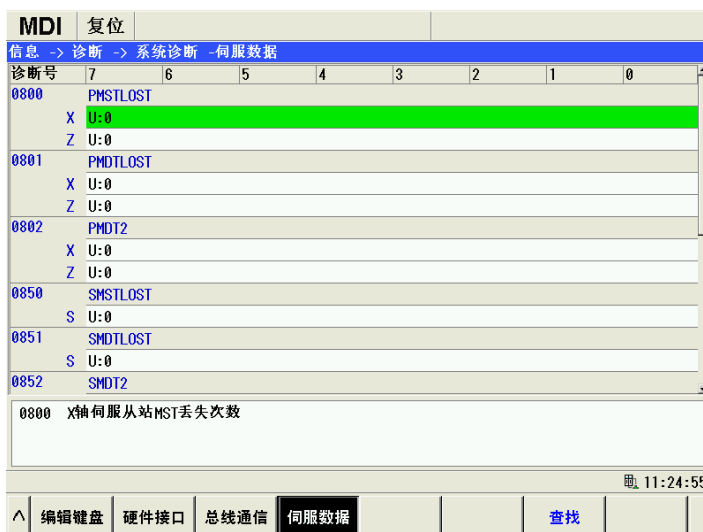 MDI 复位
信息 -> 诊断 -> 系统诊断 -伺服数据
诊断号 7 6 5 4 3 2 1 0
0800 PMSTLOST
X U:0
Z U:0
0801 PMDTLOST
X U:0
Z U:0
0802 PMDT2
X U:0
Z U:0
0850 SMSTLOST
S U:0
0851 SMDTLOST
S U:0
0852 SMDT2
0800 X轴伺服从站MST丢失次数
11:24:55
^ 编辑键盘 硬件接口 总线通信 伺服数据 查找